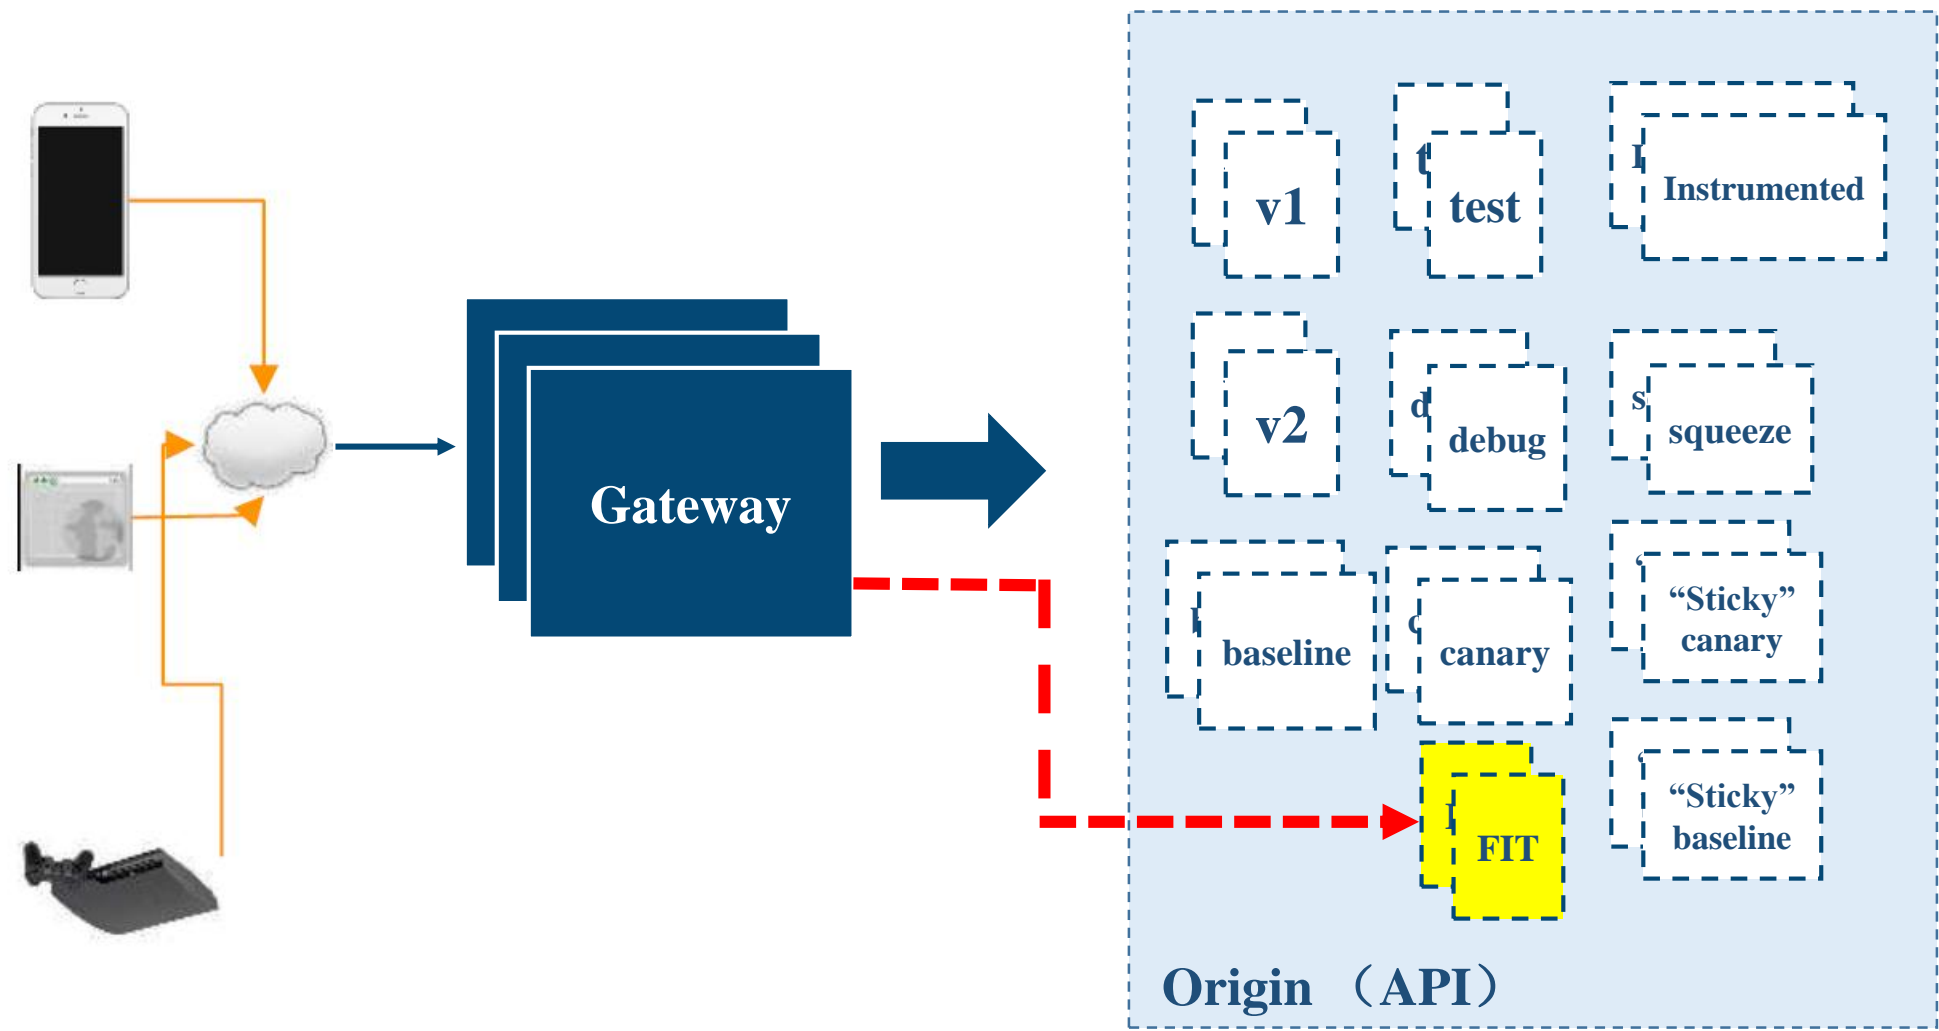 v1
test
Instrumented
v2
debug
squeeze
Gateway
baseline
canary
“Sticky”
canary
FIT
“Sticky”
baseline
Origin （API）